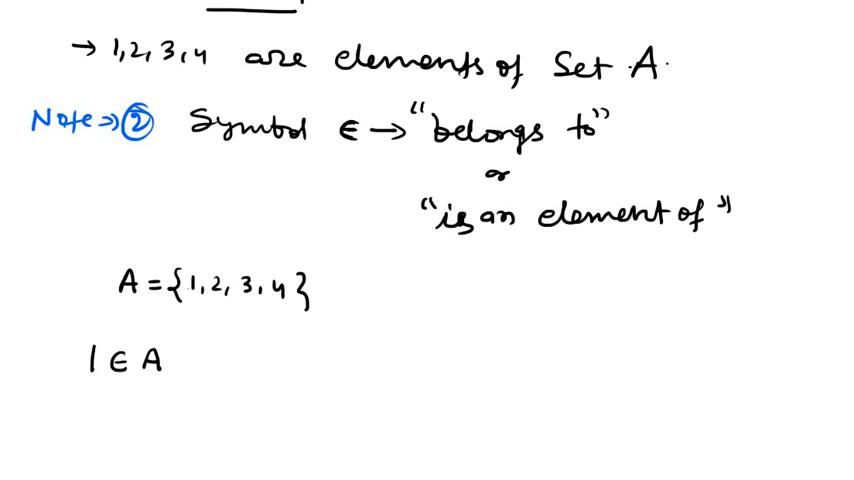 → 1, 2, 3, 4 are elements of Set A.
Note ⇒ ② Symbol ∈ → "belongs to"
or
"is an element of"
A = {1, 2, 3, 4}
1 ∈ A